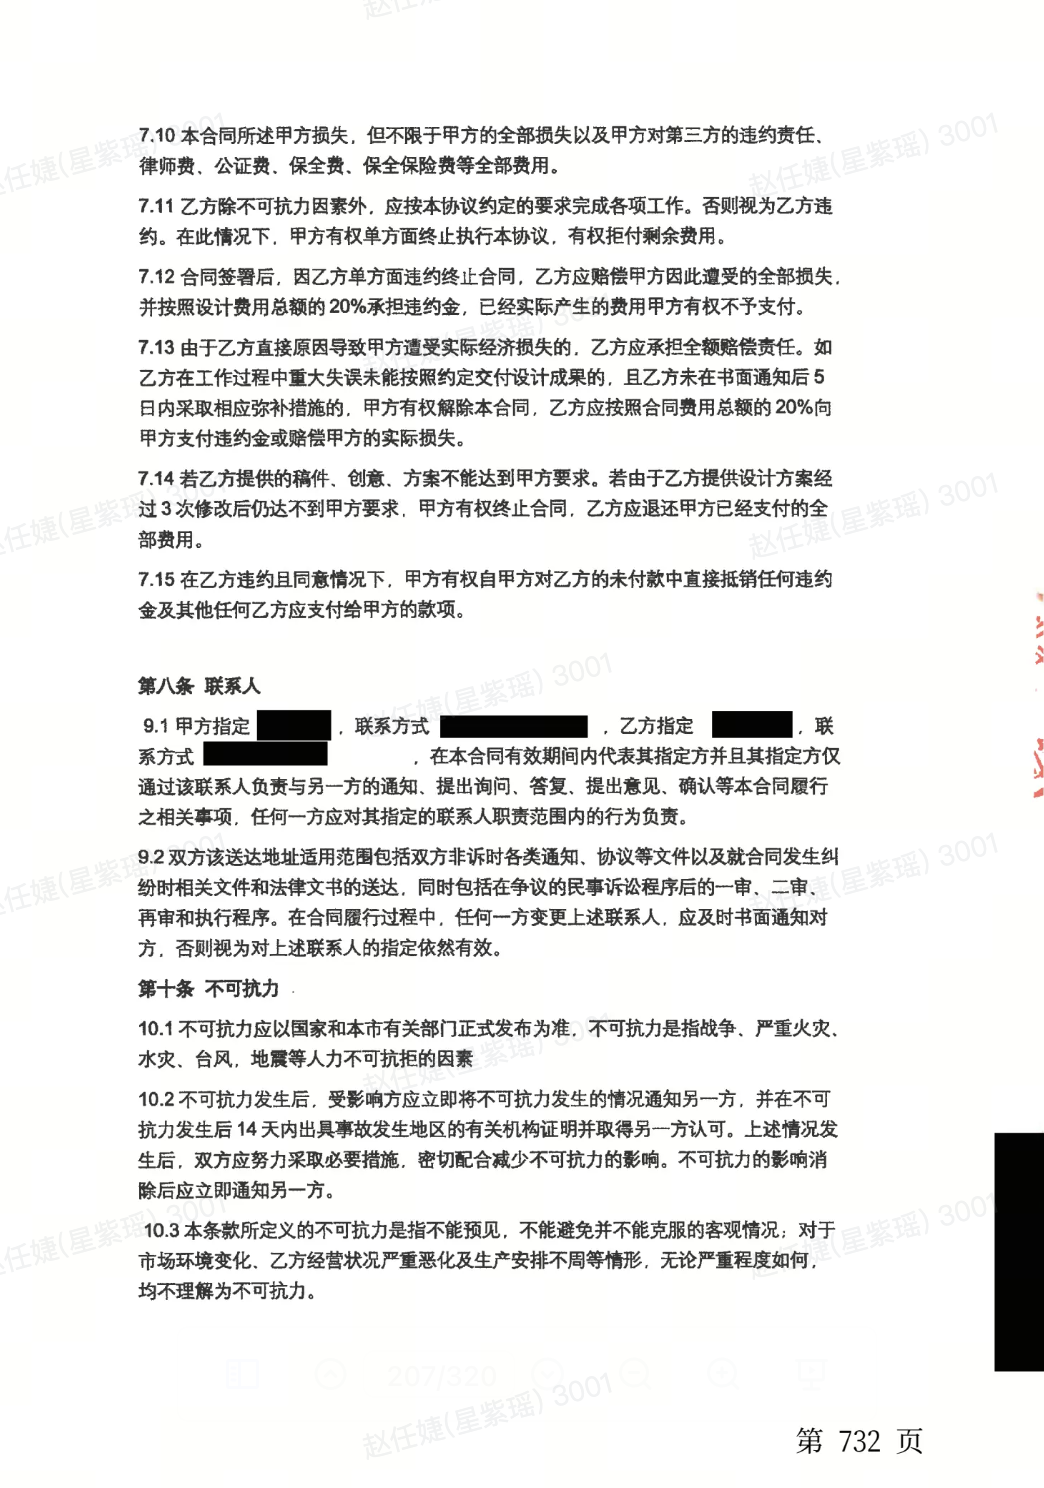 7.10 本合同所述甲方损失，但不限于甲方的全部损失以及甲方对第三方的违约责任、
律师费、公证费、保全费、保全保险费等全部费用。
7.11 乙方除不可抗力因素外，应按本协议约定的要求完成各项工作。否则视为乙方违
约。在此情况下，甲方有权单方面终止执行本协议，有权拒付剩余费用。
7.12 合同签署后，因乙方单方面违约终止合同，乙方应赔偿甲方因此遭受的全部损失，
并按照设计费用总额的 20%承担违约金，已经实际产生的费用甲方有权不予支付。
7.13 由于乙方直接原因导致甲方遭受实际经济损失的，乙方应承担全额赔偿责任。如
乙方在工作过程中重大失误未能按照约定交付设计成果的，且乙方未在书面通知后 5
日内采取相应弥补措施的，甲方有权解除本合同，乙方应按照合同费用总额的 20%向
甲方支付违约金或赔偿甲方的实际损失。
7.14 若乙方提供的稿件、创意、方案不能达到甲方要求。若由于乙方提供设计方案经
过 3 次修改后仍达不到甲方要求，甲方有权终止合同，乙方应退还甲方已经支付的全
部费用。
7.15 在乙方违约且同意情况下，甲方有权自甲方对乙方的未付款中直接抵销任何违约
金及其他任何乙方应支付给甲方的款项。
第八条 联系人
9.1 甲方指定 ，联系方式 ，乙方指定 ，联
系方式 ，在本合同有效期间内代表其指定方并且其指定方仅
通过该联系人负责与另一方的通知、提出询问、答复、提出意见、确认等本合同履行
之相关事项，任何一方应对其指定的联系人职责范围内的行为负责。
9.2 双方该送达地址适用范围包括双方非诉时各类通知、协议等文件以及就合同发生纠
纷时相关文件和法律文书的送达，同时包括在争议的民事诉讼程序后的一审、二审、
再审和执行程序。在合同履行过程中，任何一方变更上述联系人，应及时书面通知对
方，否则视为对上述联系人的指定依然有效。
第十条 不可抗力
10.1 不可抗力应以国家和本市有关部门正式发布为准，不可抗力是指战争、严重火灾、
水灾、台风，地震等人力不可抗拒的因素
10.2 不可抗力发生后，受影响方应立即将不可抗力发生的情况通知另一方，并在不可
抗力发生后 14 天内出具事故发生地区的有关机构证明并取得另一方认可。上述情况发
生后，双方应努力采取必要措施，密切配合减少不可抗力的影响。不可抗力的影响消
除后应立即通知另一方。
10.3 本条款所定义的不可抗力是指不能预见，不能避免并不能克服的客观情况；对于
市场环境变化、乙方经营状况严重恶化及生产安排不周等情形，无论严重程度如何，
均不理解为不可抗力。
207/320
赵任婕(星紫瑶) 3001
第 732 页